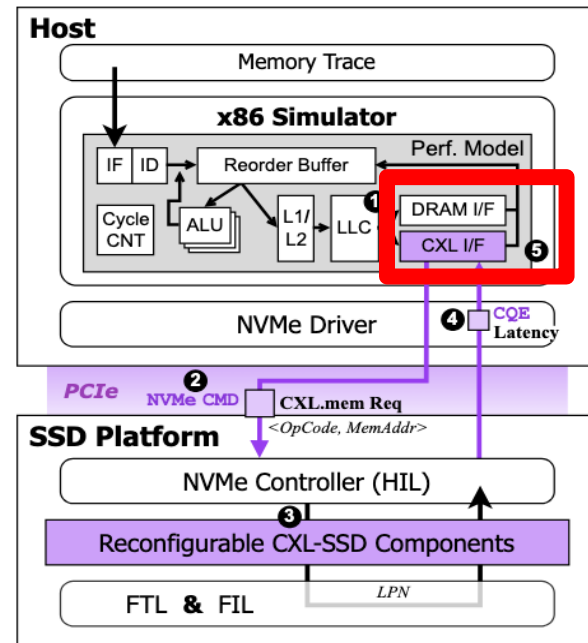 Host
Memory Trace
x86 Simulator
Perf. Model
IF ID
Reorder Buffer
Cycle
CNT
ALU
L1/
L2
LLC
1
DRAM I/F
CXL I/F
5
NVMe Driver
4 CQE
Latency
PCIe
2
NVMe CMD
CXL.mem Req
<OpCode, MemAddr>
SSD Platform
NVMe Controller (HIL)
3
Reconfigurable CXL-SSD Components
LPN
FTL & FIL